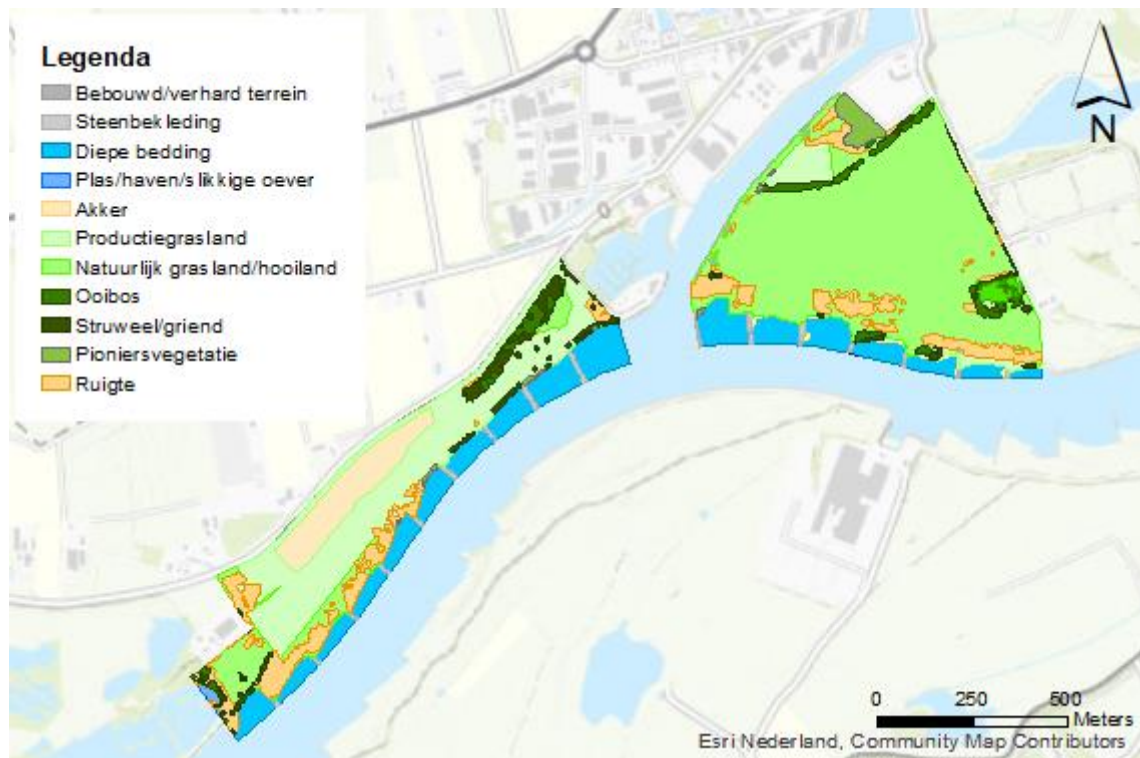 Legenda
Bebouwd/verhard terrein
Steenbekleding
Diepe bedding
Plas/haven/slikkige oever
Akker
Productiegrasland
Natuurlijk grasland/hooiland
Ooibos
Struweel/griend
Pioniersvegetatie
Ruigte
N
0 250 500
Meters
Esri Nederland, Community Map Contributors